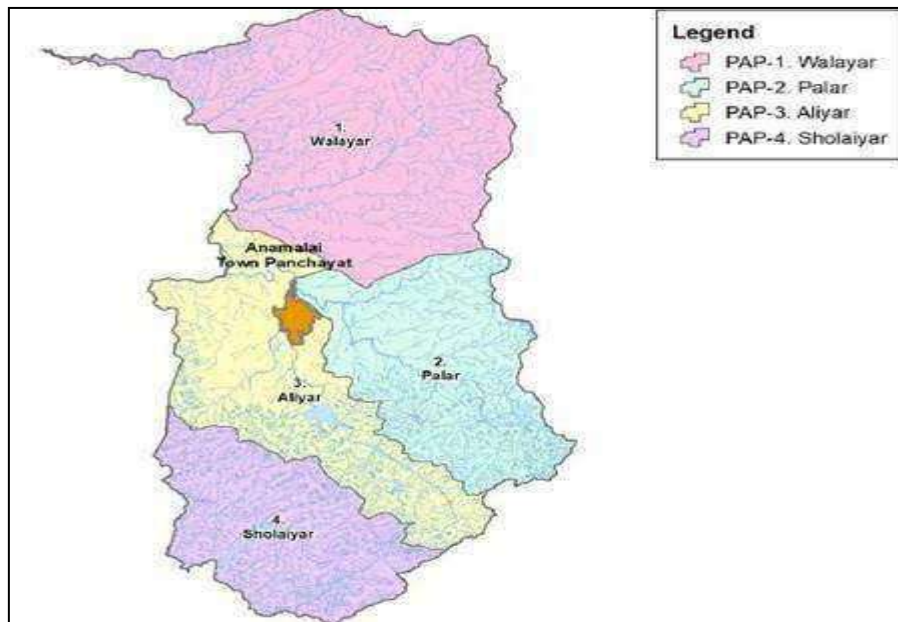 Legend
PAP-1. Walayar
PAP-2. Palar
PAP-3. Aliyar
PAP-4. Sholaiyar
1.
Walayar
Anamalai
Town Panchayat
2.
Palar
3.
Aliyar
4.
Sholaiyar